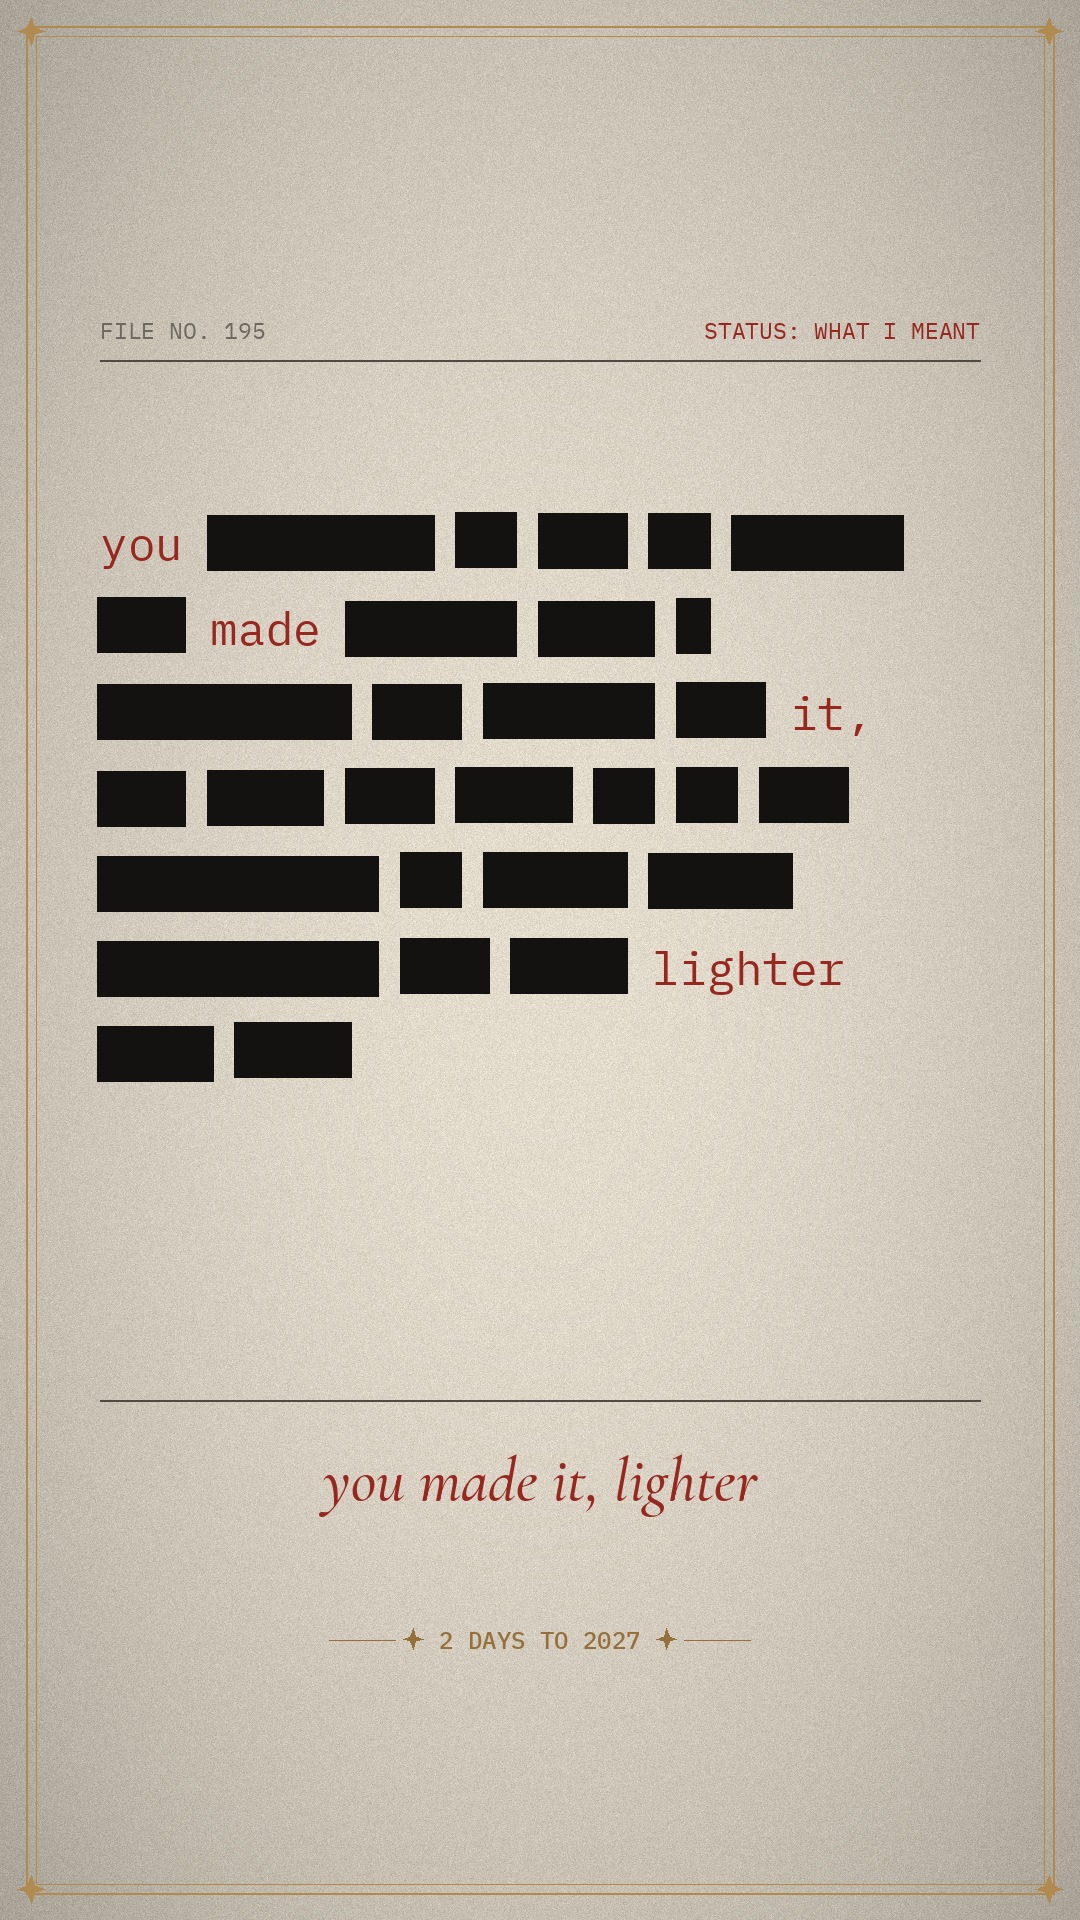 FILE NO. 195
STATUS: WHAT I MEANT
you
made
it,
lighter
you made it, lighter
2 DAYS TO 2027